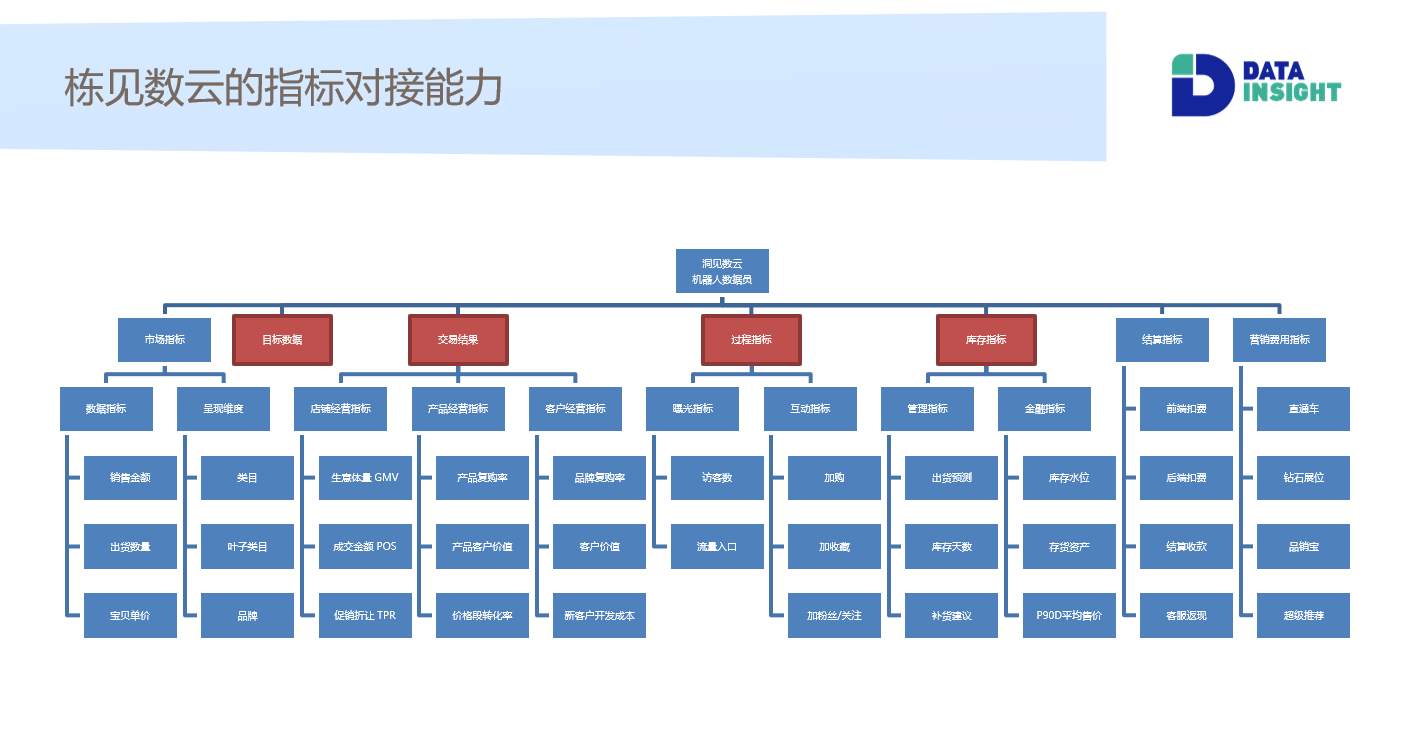 栋见数云的指标对接能力
DATA
INSIGHT
洞见数云
机器人数据员
市场指标
目标数据
交易结果
过程指标
库存指标
结算指标
营销费用指标
数据指标
呈现维度
店铺经营指标
产品经营指标
客户经营指标
曝光指标
互动指标
管理指标
金融指标
前端扣费
直通车
销售金额
类目
生意体量 GMV
产品复购率
品牌复购率
访客数
加购
出货预测
库存水位
后端扣费
钻石展位
出货数量
叶子类目
成交金额 POS
产品客户价值
客户价值
流量入口
加收藏
库存天数
存货资产
结算收款
品销宝
宝贝单价
品牌
促销折让 TPR
价格段转化率
新客户开发成本
加粉丝/关注
补货建议
P90D平均售价
客服返现
超级推荐